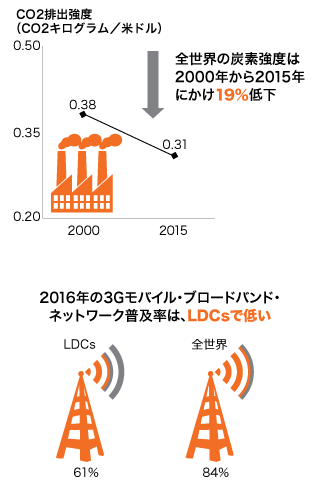 CO2排出強度
（CO2キログラム／米ドル）
0.50
全世界の炭素強度は
2000年から2015年
にかけ19%低下
0.38
0.35
0.31
0.20
2000
2015
2016年の3Gモバイル・ブロードバンド・
ネットワーク普及率は、LDCsで低い
LDCs
全世界
61%
84%